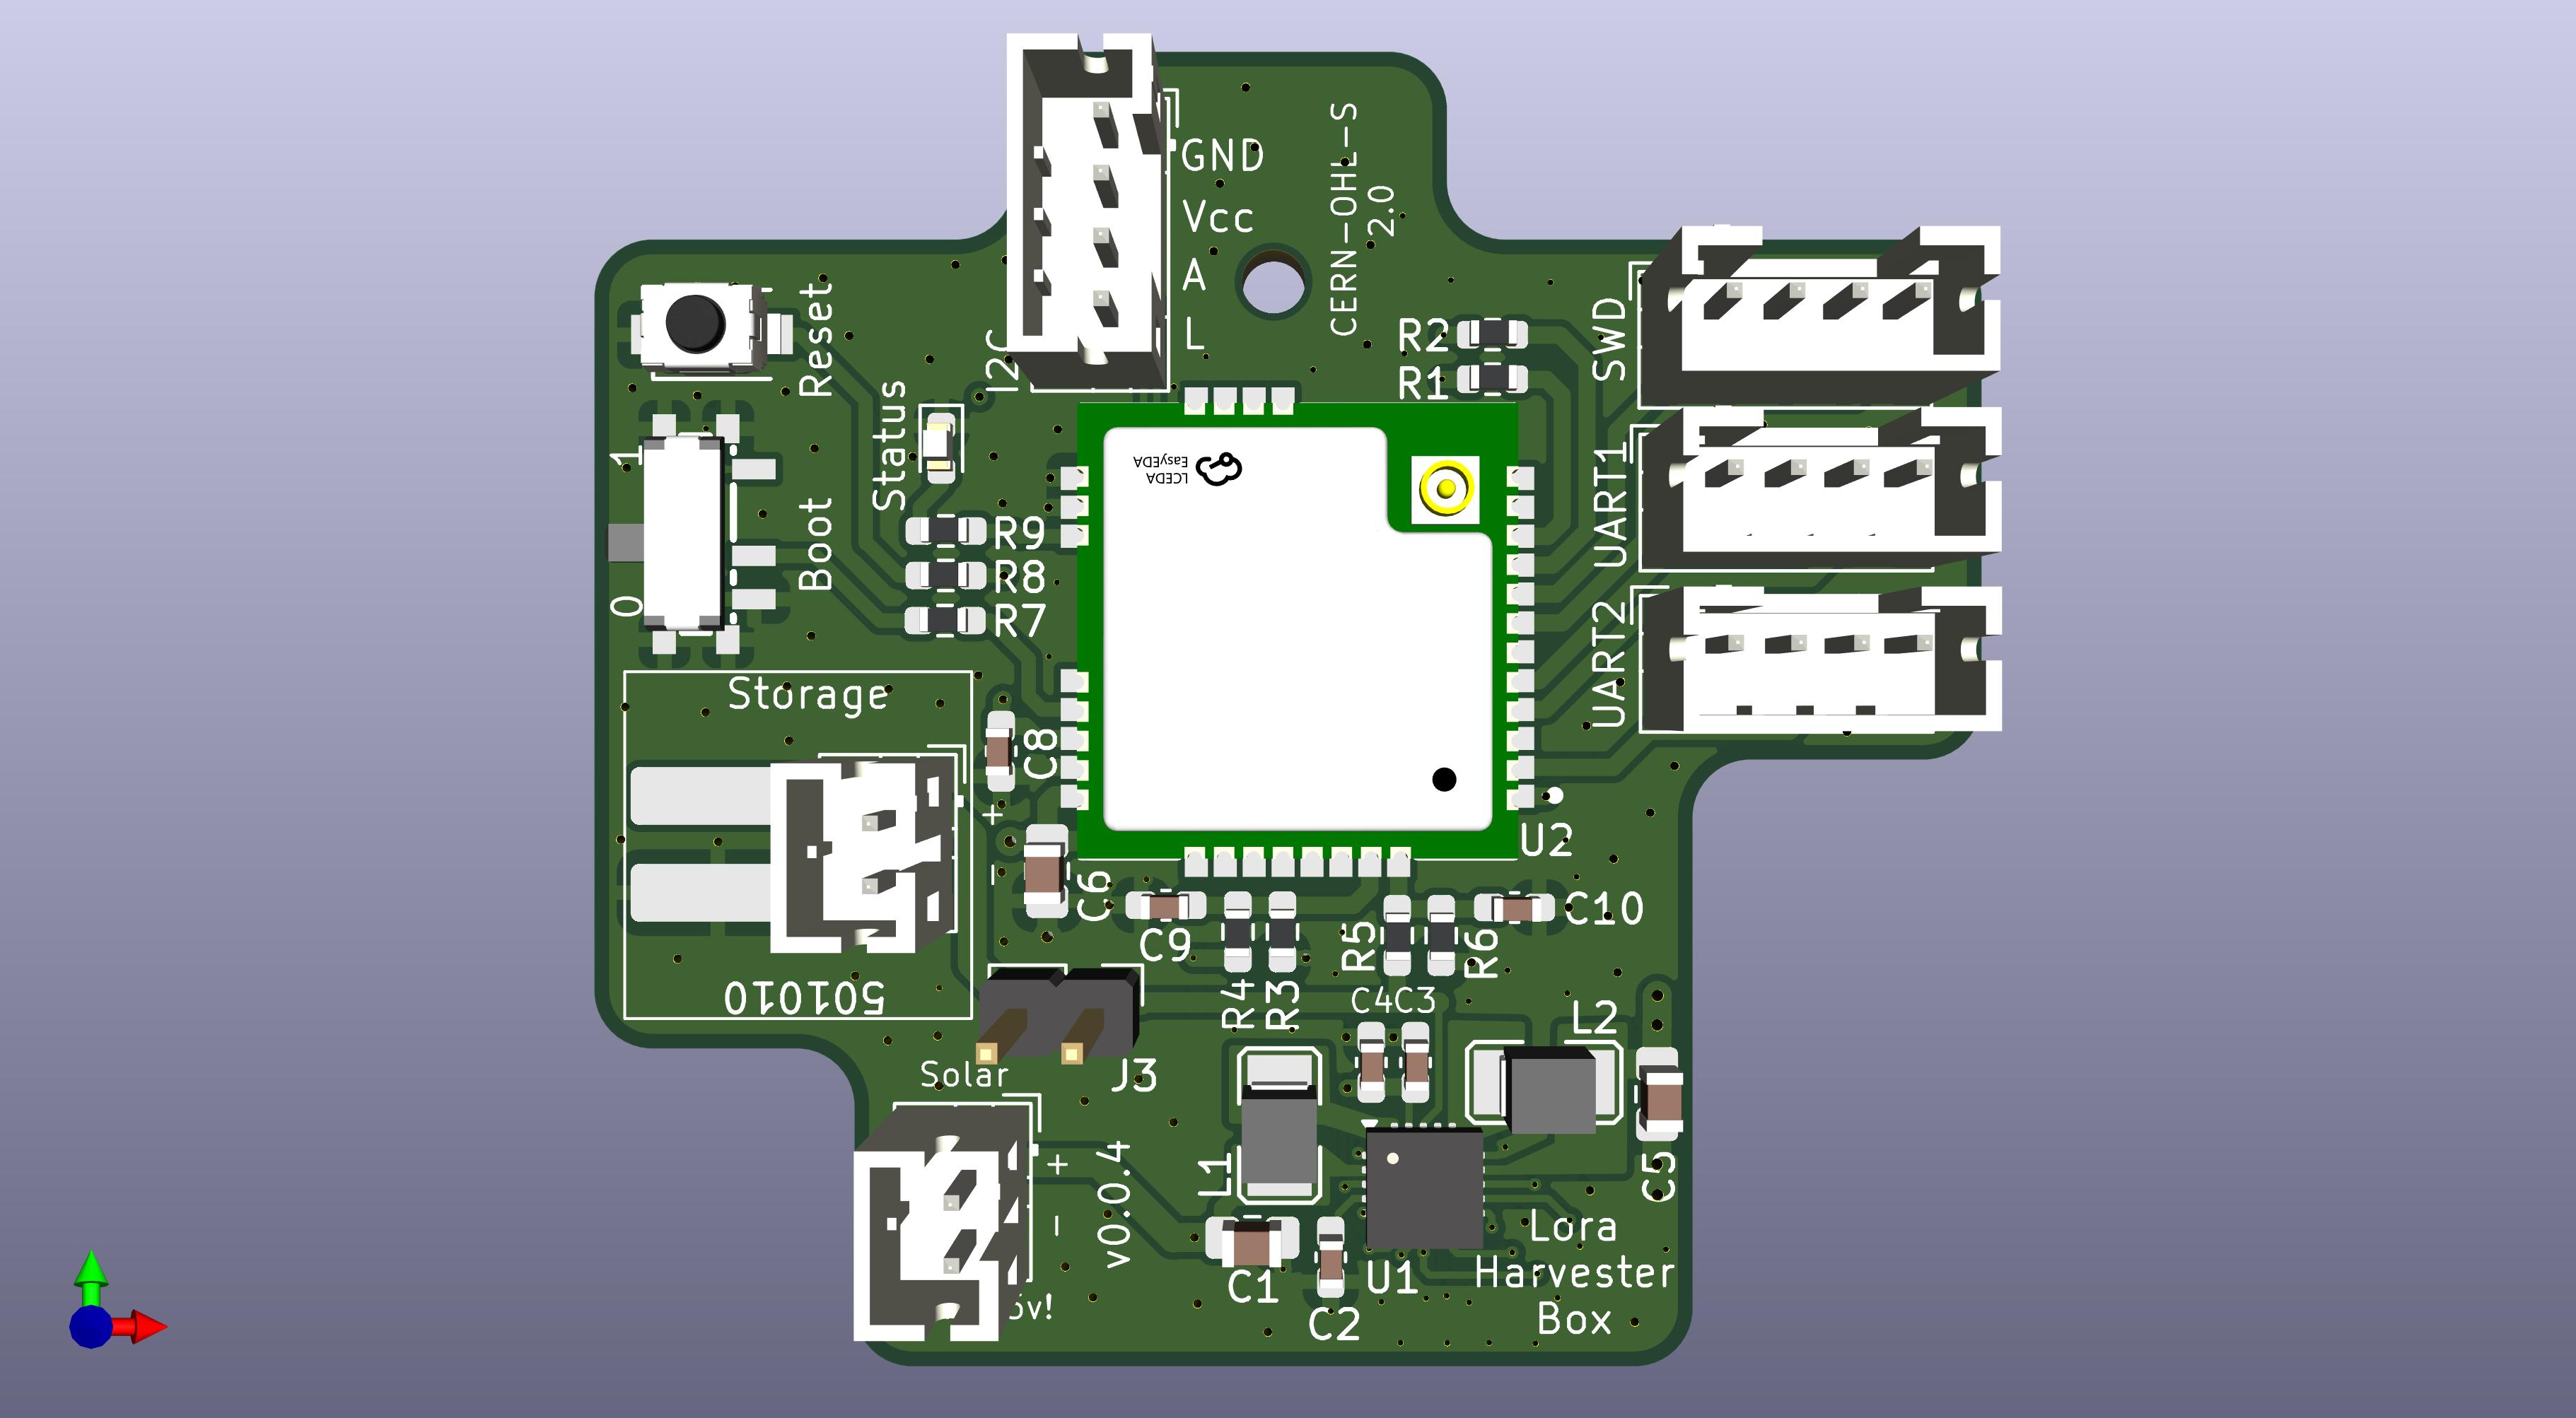 GND
Vcc
A
L
CERN-OHL-S
2.0
I2C
Reset
Status
1
Boot
0
R2
R1
SWD
UART1
UART2
LCEDA
EasyEDA
R9
R8
R7
Storage
C8
+
-
501010
C6
C9
R4
R3
R5
R6
C10
U2
C4C3
L2
C5
Solar
J3
+
-
v0.0.4
L1
C1
C2
U1
Lora
Harvester
Box